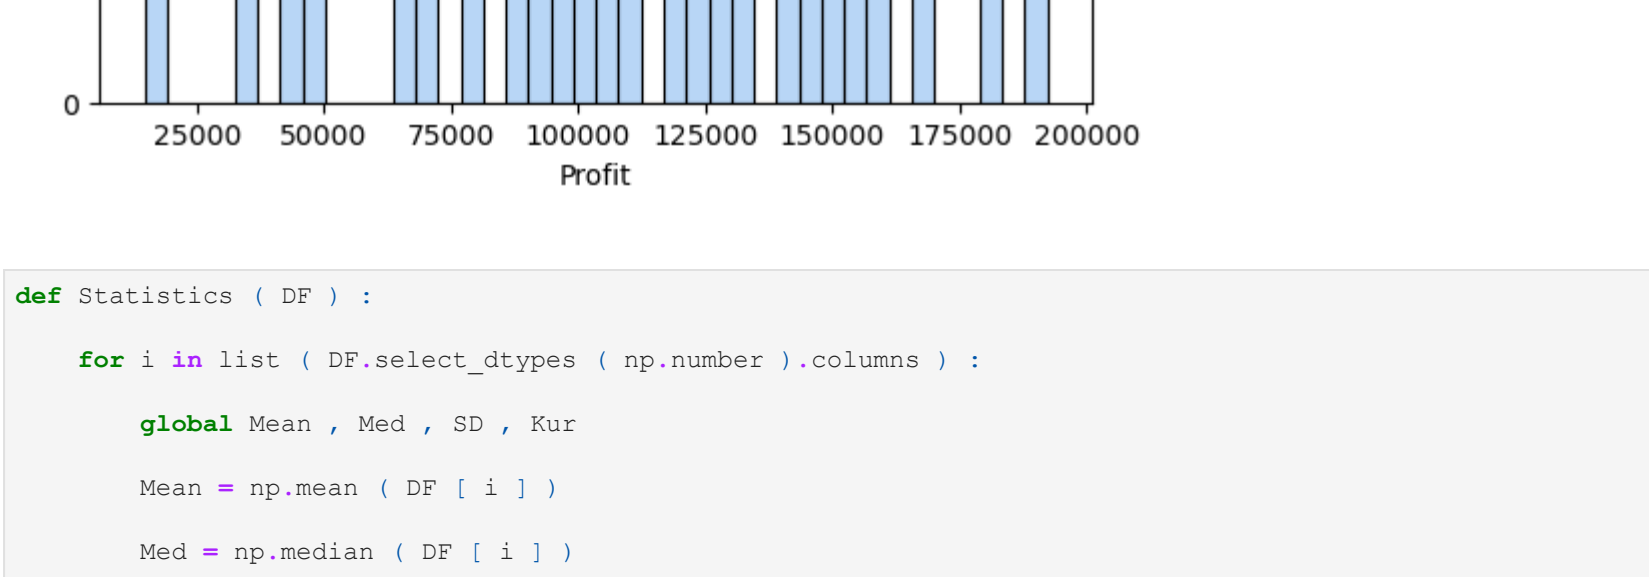 0
25000 50000 75000 100000 125000 150000 175000 200000
Profit
def Statistics ( DF ) :
for i in list ( DF.select_dtypes ( np.number ).columns ) :
global Mean , Med , SD , Kur
Mean = np.mean ( DF [ i ] )
Med = np.median ( DF [ i ] )